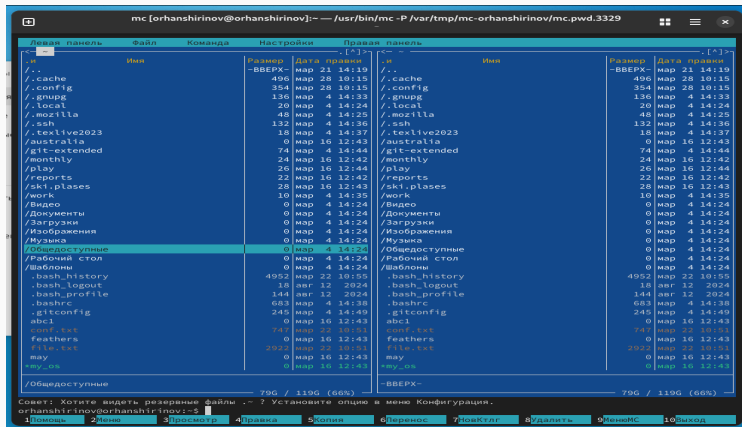 mc [orhanshirinov@orhanshirinov]:~ — /usr/bin/mc -P /var/tmp/mc-orhanshirinov/mc.pwd.3329
Левая панель Файл Команда Настройки Правая панель
<- ~ .[^]> <- ~ .[^]>
.и Имя Размер Дата правки .и Имя Размер Дата правки
/.. -ВВЕРХ- мар 21 14:19 /.. -ВВЕРХ- мар 21 14:19
/.cache 496 мар 28 10:15 /.cache 496 мар 28 10:15
/.config 354 мар 28 10:15 /.config 354 мар 28 10:15
/.gnupg 136 мар 4 14:33 /.gnupg 136 мар 4 14:33
/.local 20 мар 4 14:24 /.local 20 мар 4 14:24
/.mozilla 48 мар 4 14:25 /.mozilla 48 мар 4 14:25
/.ssh 132 мар 4 14:36 /.ssh 132 мар 4 14:36
/.texlive2023 18 мар 4 14:37 /.texlive2023 18 мар 4 14:37
/australia 0 мар 16 12:43 /australia 0 мар 16 12:43
/git-extended 74 мар 4 14:44 /git-extended 74 мар 4 14:44
/monthly 24 мар 16 12:42 /monthly 24 мар 16 12:42
/play 26 мар 16 12:44 /play 26 мар 16 12:44
/reports 22 мар 16 12:42 /reports 22 мар 16 12:42
/ski.plases 28 мар 16 12:43 /ski.plases 28 мар 16 12:43
/work 10 мар 4 14:35 /work 10 мар 4 14:35
/Видео 0 мар 4 14:24 /Видео 0 мар 4 14:24
/Документы 0 мар 4 14:24 /Документы 0 мар 4 14:24
/Загрузки 0 мар 4 14:24 /Загрузки 0 мар 4 14:24
/Изображения 0 мар 4 14:24 /Изображения 0 мар 4 14:24
/Музыка 0 мар 4 14:24 /Музыка 0 мар 4 14:24
/Общедоступные 0 мар 4 14:24 /Общедоступные 0 мар 4 14:24
/Рабочий стол 0 мар 4 14:24 /Рабочий стол 0 мар 4 14:24
/Шаблоны 0 мар 4 14:24 /Шаблоны 0 мар 4 14:24
.bash_history 4952 мар 22 10:55 .bash_history 4952 мар 22 10:55
.bash_logout 18 авг 12 2024 .bash_logout 18 авг 12 2024
.bash_profile 144 авг 12 2024 .bash_profile 144 авг 12 2024
.bashrc 683 мар 4 14:38 .bashrc 683 мар 4 14:38
.gitconfig 245 мар 4 14:49 .gitconfig 245 мар 4 14:49
abc1 0 мар 16 12:43 abc1 0 мар 16 12:43
conf.txt 747 мар 22 10:51 conf.txt 747 мар 22 10:51
feathers 0 мар 16 12:43 feathers 0 мар 16 12:43
file.txt 2922 мар 22 10:51 file.txt 2922 мар 22 10:51
may 0 мар 16 12:43 may 0 мар 16 12:43
*my_os 0 мар 16 12:43 *my_os 0 мар 16 12:43
/Общедоступные -ВВЕРХ-
79G / 119G (66%) 79G / 119G (66%)
Совет: Хотите видеть резервные файлы .~ ? Установите опцию в меню Конфигурация.
orhanshirinov@orhanshirinov:~$
1Помощь 2Меню 3Просмотр 4Правка 5Копия 6Перенос 7НовКтлг 8Удалить 9МенюМС 10Выход